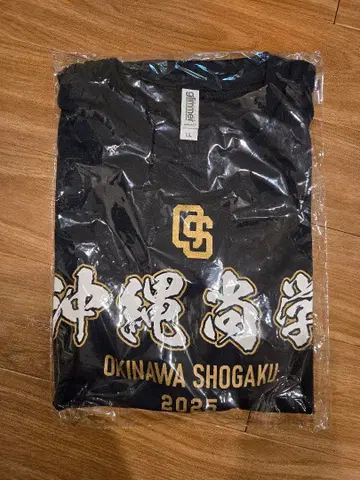 glimmer
LL
OS
沖縄尚学
OKINAWA SHOGAKU
2025